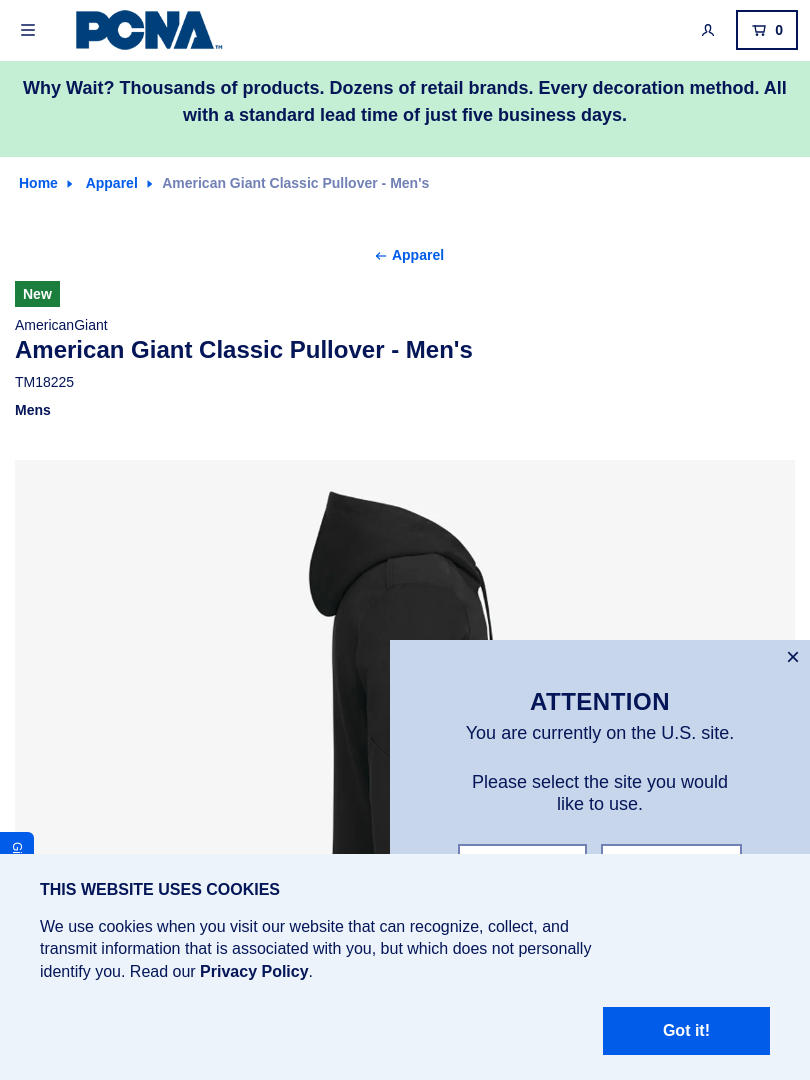 PCNA™
0
Why Wait? Thousands of products. Dozens of retail brands. Every decoration method. All
with a standard lead time of just five business days.
Home
Apparel
American Giant Classic Pullover - Men's
Apparel
New
AmericanGiant
American Giant Classic Pullover - Men's
TM18225
Mens
ATTENTION
You are currently on the U.S. site.
Please select the site you would
like to use.
THIS WEBSITE USES COOKIES
We use cookies when you visit our website that can recognize, collect, and
transmit information that is associated with you, but which does not personally
identify you. Read our Privacy Policy.
Got it!